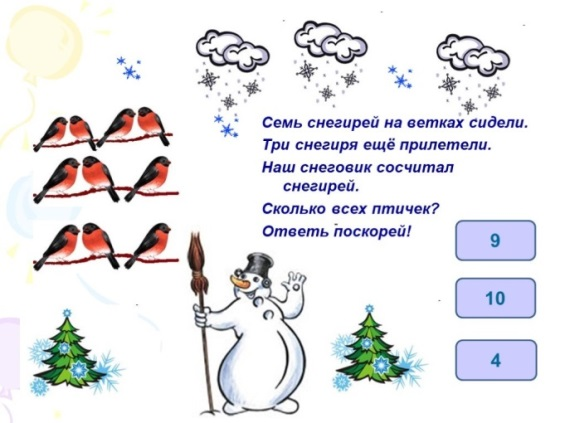 Семь снегирей на ветках сидели.
Три снегиря ещё прилетели.
Наш снеговик сосчитал
снегирей.
Сколько всех птичек?
Ответь поскорей!
9
10
4